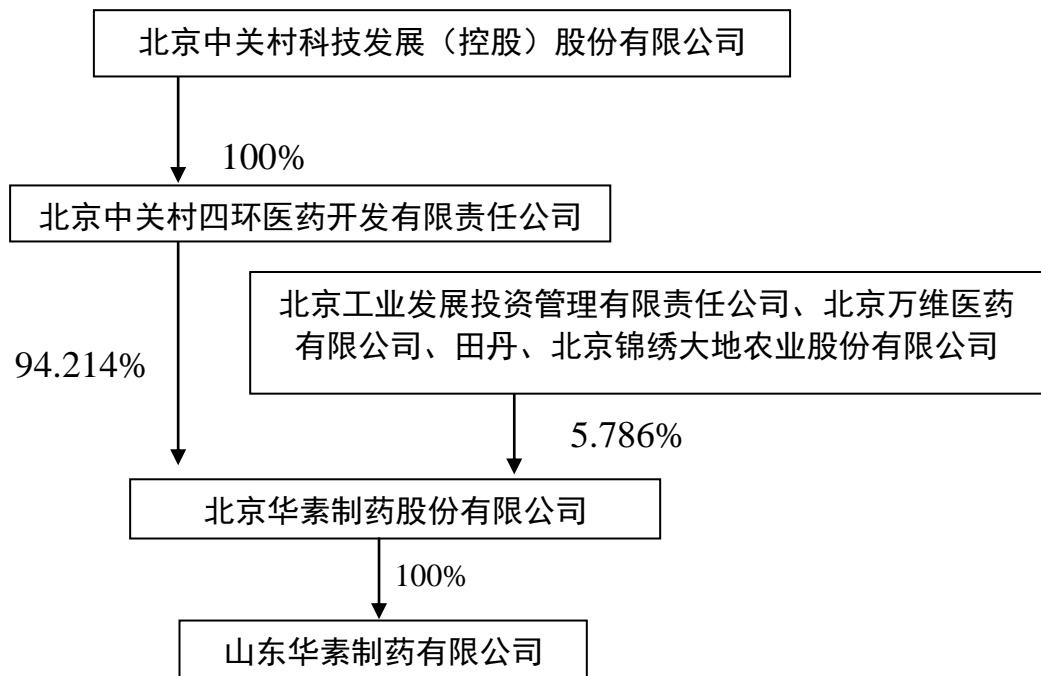 北京中关村科技发展（控股）股份有限公司
100%
北京中关村四环医药开发有限责任公司
北京工业发展投资管理有限责任公司、北京万维医药
有限公司、田丹、北京锦绣大地农业股份有限公司
94.214%
5.786%
北京华素制药股份有限公司
100%
山东华素制药有限公司